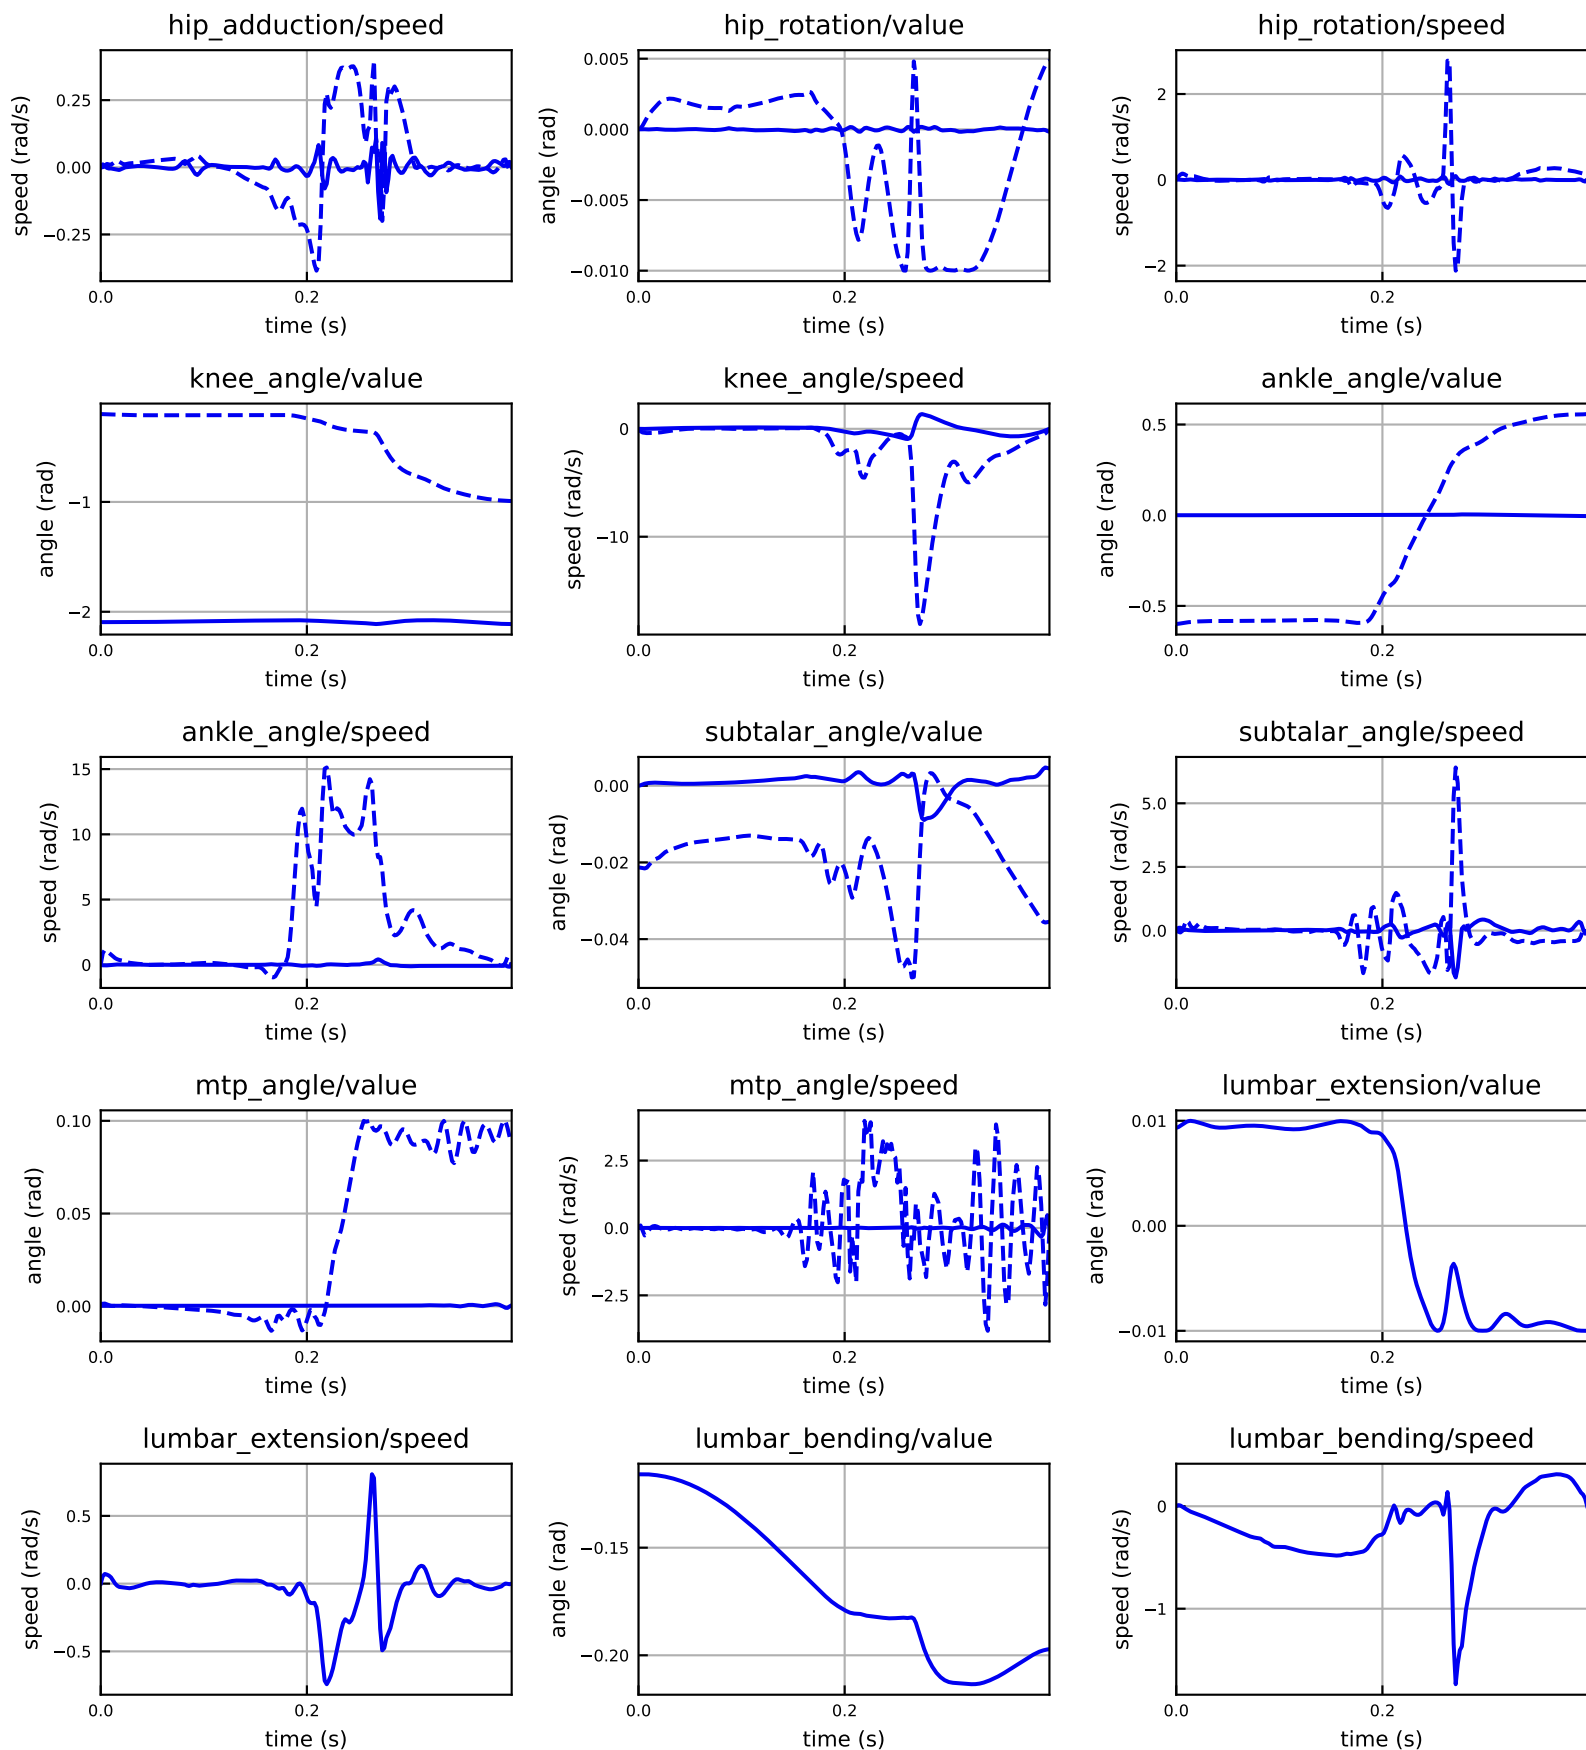 hip_adduction/speed
speed (rad/s)
0.25
0.00
−0.25
0.0
0.2
time (s)
hip_rotation/value
angle (rad)
0.005
0.000
−0.005
−0.010
0.0
0.2
time (s)
hip_rotation/speed
speed (rad/s)
2
0
−2
0.0
0.2
time (s)
knee_angle/value
angle (rad)
−1
−2
0.0
0.2
time (s)
knee_angle/speed
speed (rad/s)
0
−10
0.0
0.2
time (s)
ankle_angle/value
angle (rad)
0.5
0.0
−0.5
0.0
0.2
time (s)
ankle_angle/speed
speed (rad/s)
15
10
5
0
0.0
0.2
time (s)
subtalar_angle/value
angle (rad)
0.00
−0.02
−0.04
0.0
0.2
time (s)
subtalar_angle/speed
speed (rad/s)
5.0
2.5
0.0
0.0
0.2
time (s)
mtp_angle/value
angle (rad)
0.10
0.05
0.00
0.0
0.2
time (s)
mtp_angle/speed
speed (rad/s)
2.5
0.0
−2.5
0.0
0.2
time (s)
lumbar_extension/value
angle (rad)
0.01
0.00
−0.01
0.0
0.2
time (s)
lumbar_extension/speed
speed (rad/s)
0.5
0.0
−0.5
0.0
0.2
time (s)
lumbar_bending/value
angle (rad)
−0.15
−0.20
0.0
0.2
time (s)
lumbar_bending/speed
speed (rad/s)
0
−1
0.0
0.2
time (s)